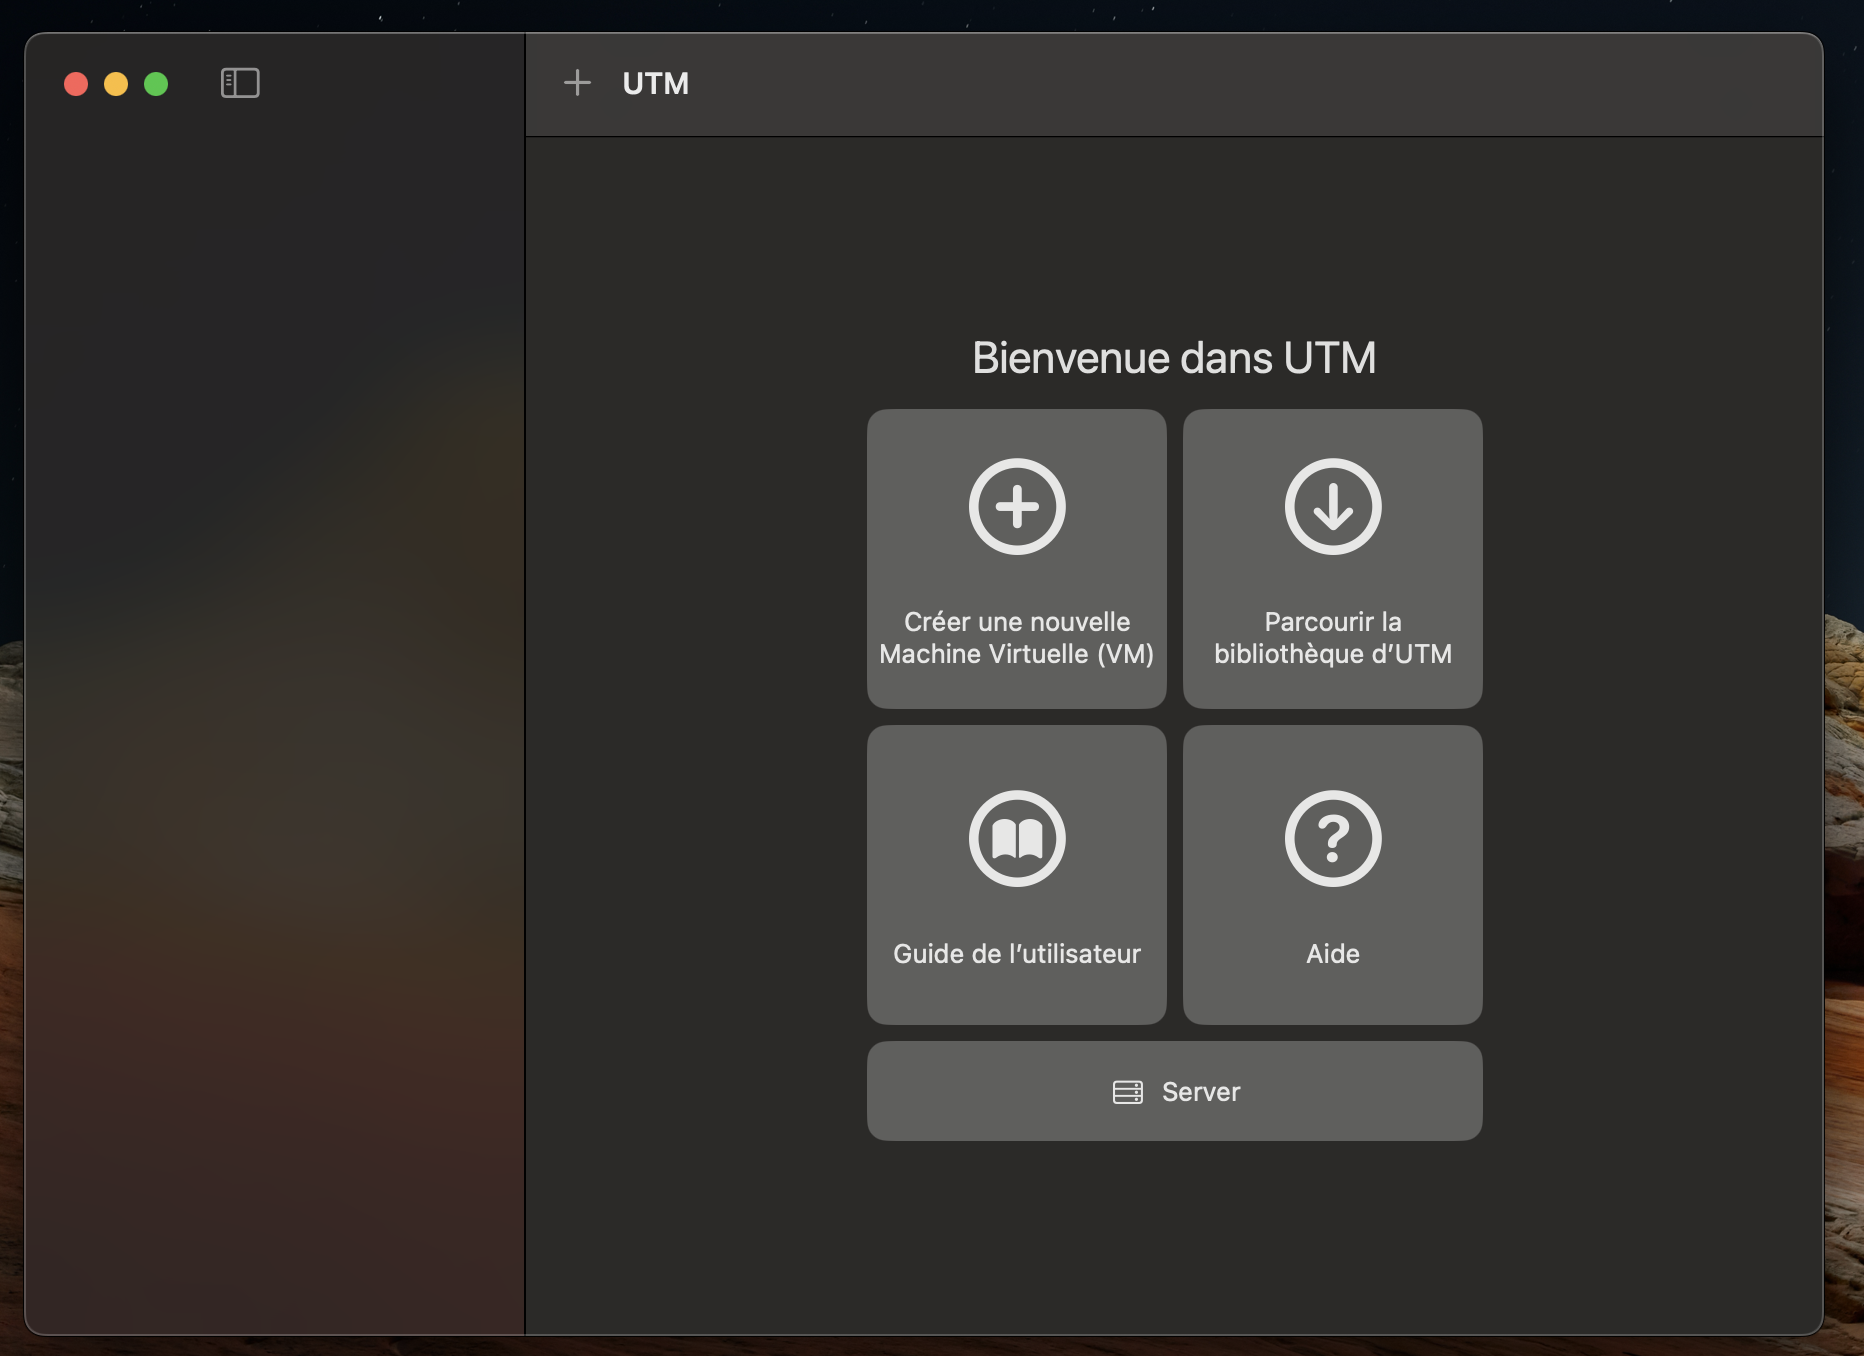 UTM
Bienvenue dans UTM
Créer une nouvelle
Machine Virtuelle (VM)
Parcourir la
bibliothèque d’UTM
Guide de l’utilisateur
Aide
Server